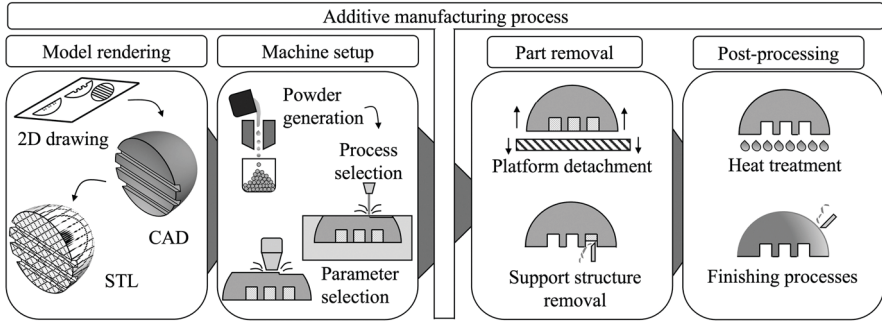 Additive manufacturing process
Model rendering
2D drawing
CAD
STL
Machine setup
Powder
generation
Process
selection
Parameter
selection
Part removal
Platform detachment
Support structure
removal
Post-processing
Heat treatment
Finishing processes